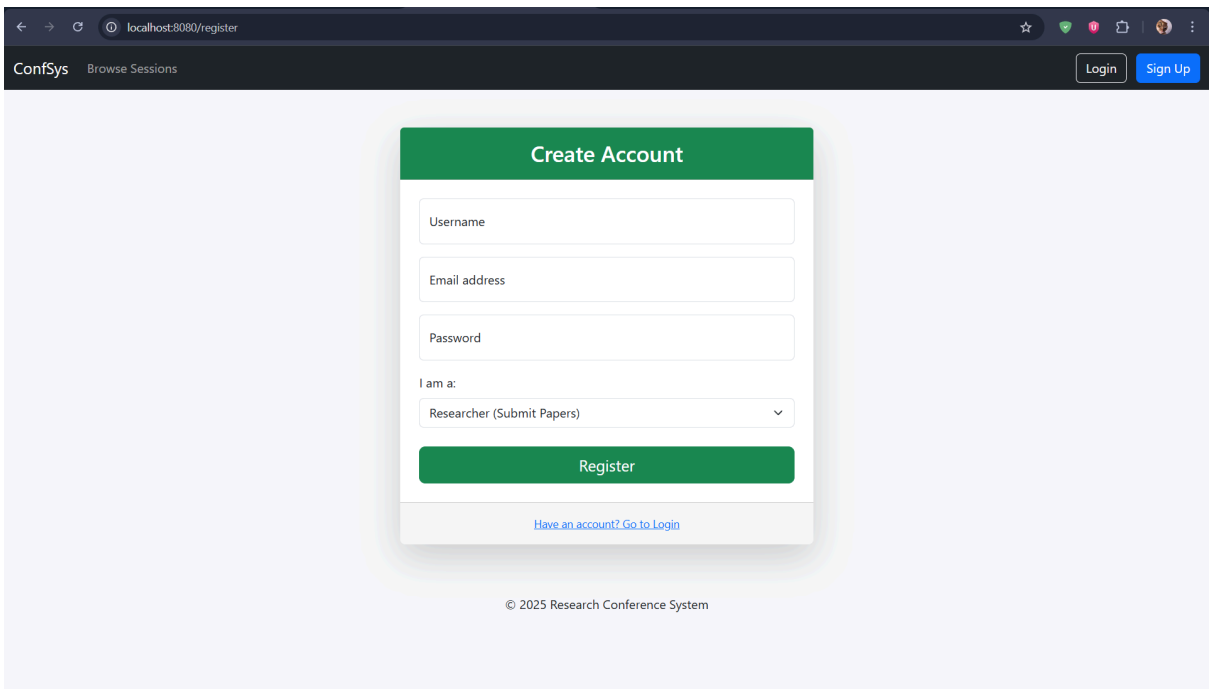 localhost:8080/register
ConfSys Browse Sessions Login Sign Up
Create Account
Username
Email address
Password
I am a:
Researcher (Submit Papers)
Register
Have an account? Go to Login
© 2025 Research Conference System